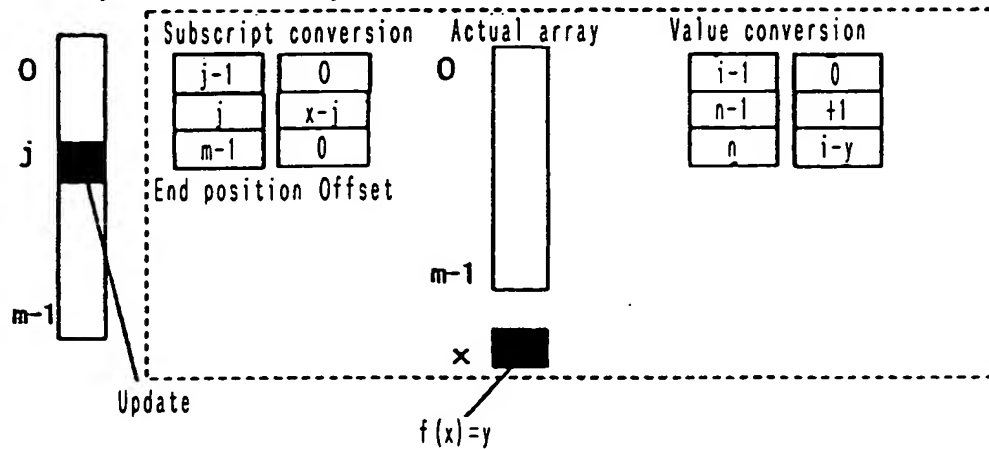 Subscript conversion Actual array Value conversion
0 j-1 0 0 i-1 0
j x-j n-1 +1
j m-1 0 n i-y
End position Offset
m-1
m-1
x
Update
f(x)=y